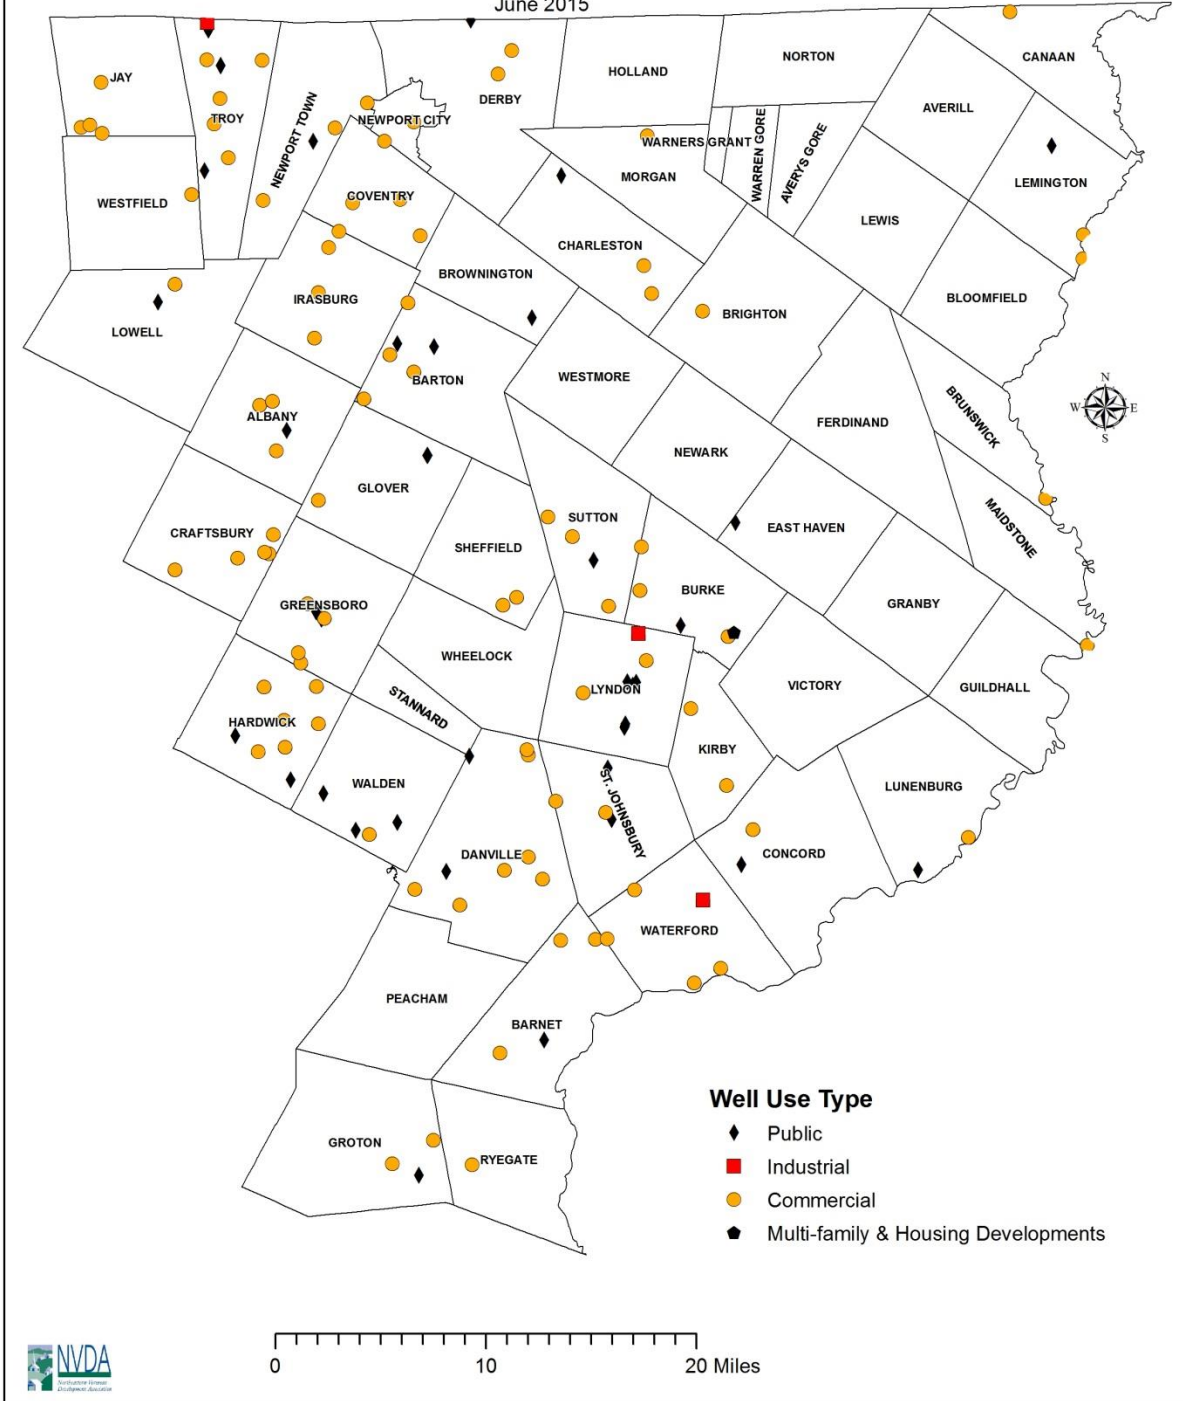 June 2015
NORTON
CANAAN
HOLLAND
JAY
DERBY
AVERILL
TROY
NEWPORT CITY
NEWPORT TOWN
WARNERS GRANT
WARREN GORE
AVERYS GORE
MORGAN
LEMINGTON
WESTFIELD
COVENTRY
LEWIS
CHARLESTON
BROWNINGTON
BLOOMFIELD
IRASBURG
BRIGHTON
LOWELL
WESTMORE
BARTON
N
W
E
S
BRUNSWICK
ALBANY
FERDINAND
NEWARK
GLOVER
SUTTON
EAST HAVEN
MAIDSTONE
CRAFTSBURY
SHEFFIELD
BURKE
GREENSBORO
GRANBY
WHEELOCK
VICTORY
GUILDHALL
LYNDON
STANNARD
HARDWICK
KIRBY
WALDEN
LUNENBURG
ST. JOHNSBURY
DANVILLE
CONCORD
WATERFORD
PEACHAM
BARNET
GROTON
RYEGATE
Well Use Type
Public
Industrial
Commercial
Multi-family & Housing Developments
0 10 20 Miles
NVDA
Northeastern Vermont
Development Association